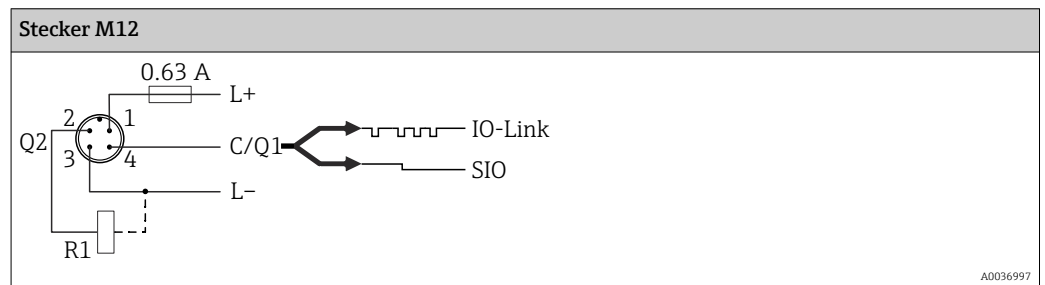 Stecker M12
0.63 A
L+
2 1
Q2
3 4
C/Q1
IO-Link
SIO
L–
R1
A0036997